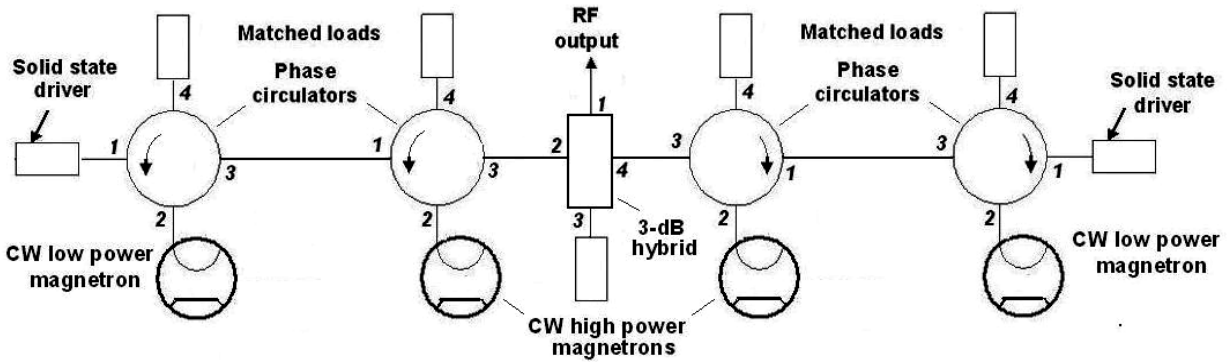 Matched loads
RF
output
Matched loads
Solid state
driver
Phase
circulators
Phase
circulators
Solid state
driver
4
4
1
4
4
1
3
1
3
2
4
3
1
3
1
2
2
3
2
2
3-dB
hybrid
CW low power
magnetron
CW low power
magnetron
CW high power
magnetrons